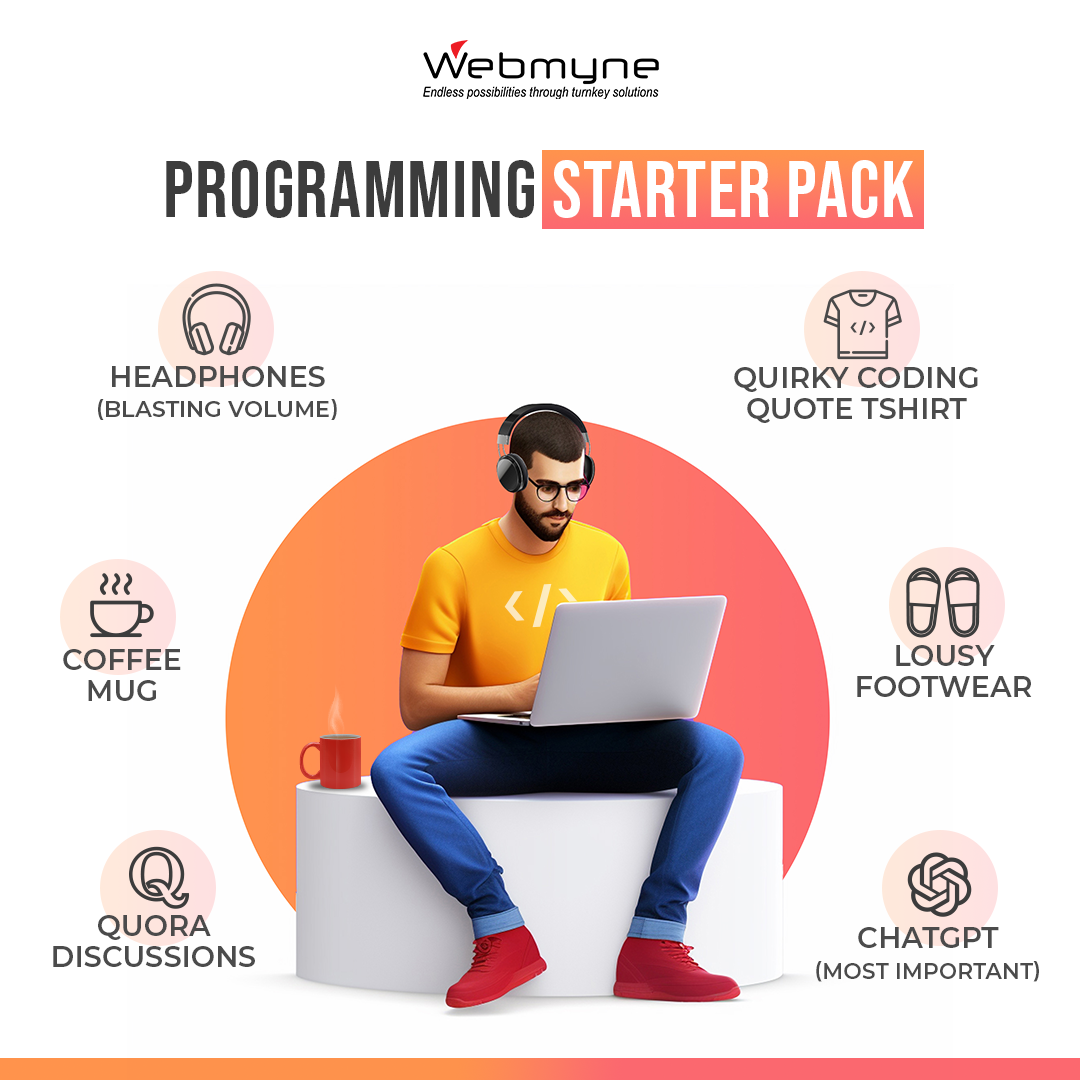 Webmyne
Endless possibilities through turnkey solutions
PROGRAMMING STARTER PACK
HEADPHONES
(BLASTING VOLUME)
QUIRKY CODING
QUOTE TSHIRT
</>
</>
COFFEE
MUG
LOUSY
FOOTWEAR
QUORA
DISCUSSIONS
CHATGPT
(MOST IMPORTANT)